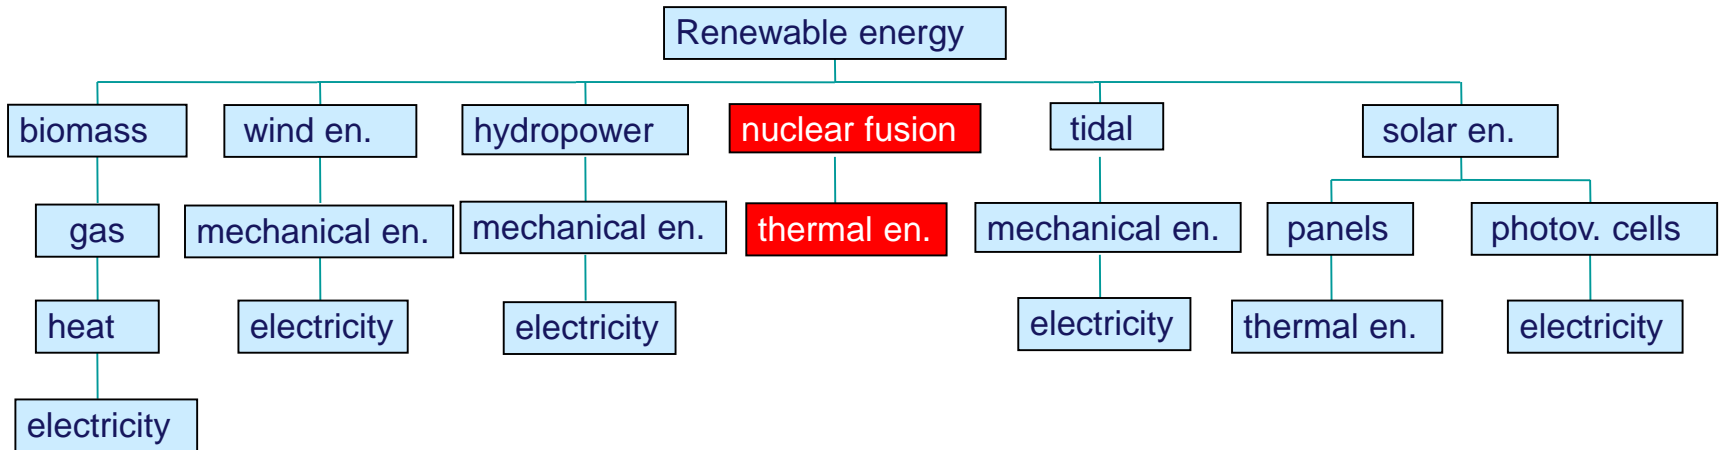 Renewable energy
biomass
wind en.
hydropower
nuclear fusion
tidal
solar en.
gas
mechanical en.
mechanical en.
thermal en.
mechanical en.
panels
photov. cells
heat
electricity
electricity
electricity
thermal en.
electricity
electricity